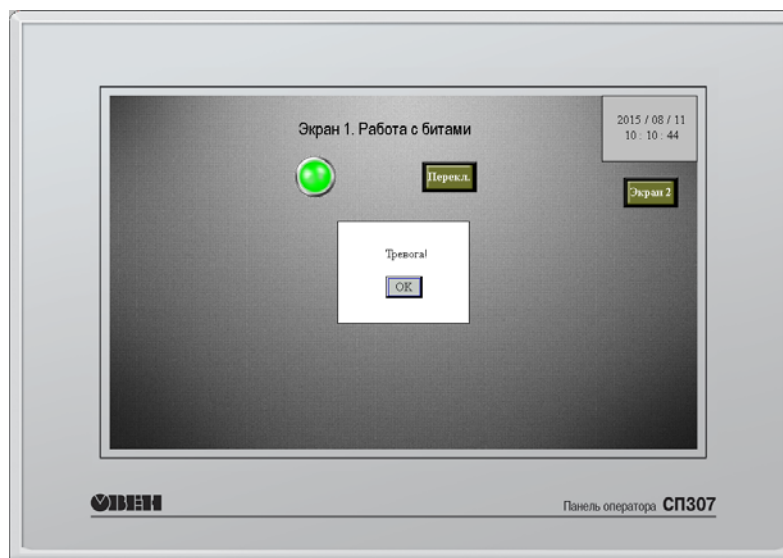 Экран 1. Работа с битами
2015 / 08 / 11
10 : 10 : 44
Перекл.
Экран 2
Тревога!
OK
ОВЕН
Панель оператора СП307